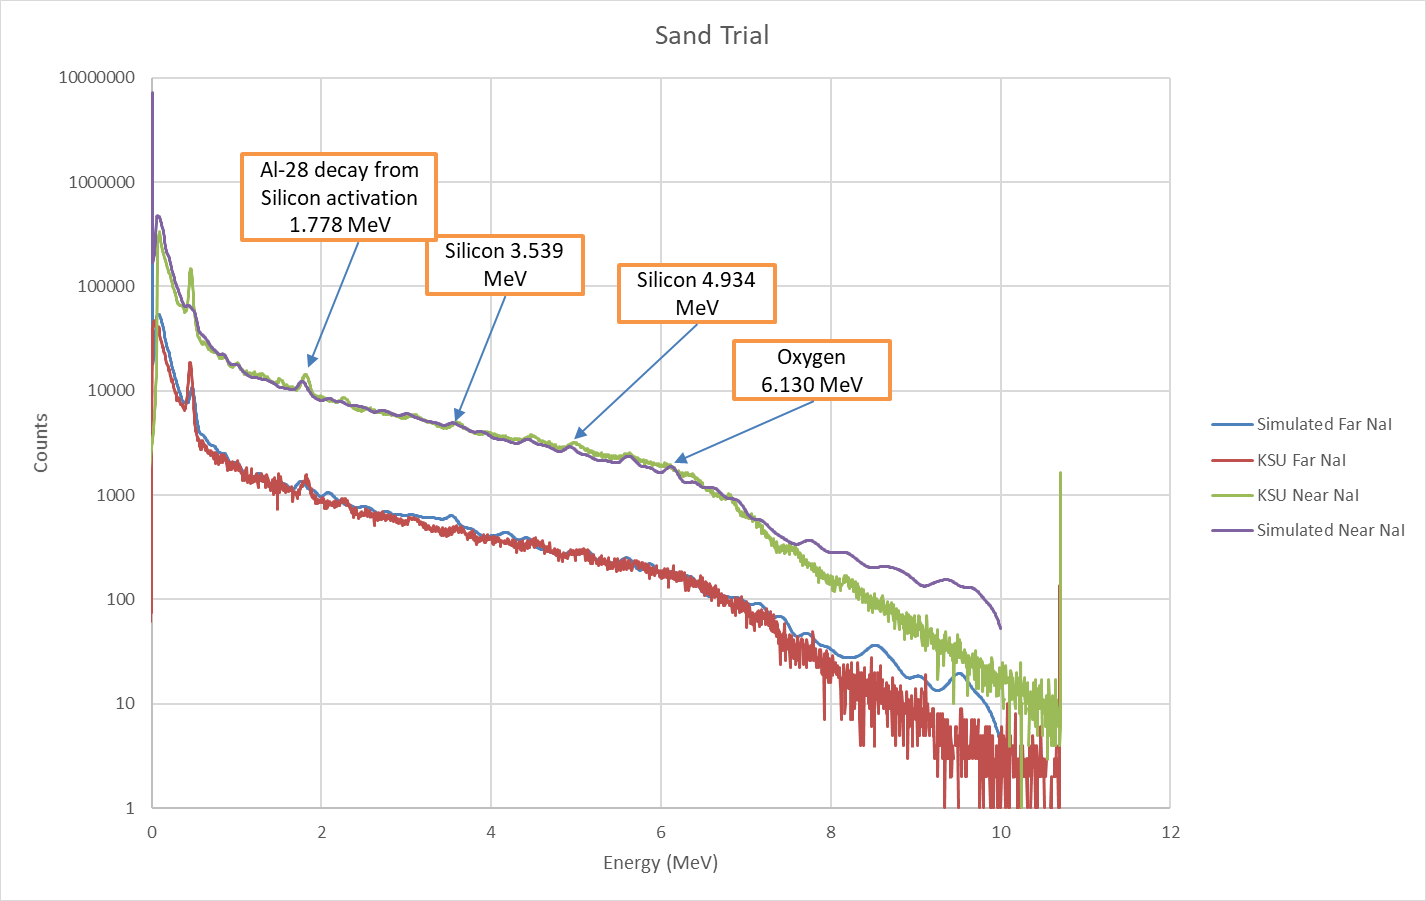 Sand Trial
10000000
1000000
100000
10000
1000
100
10
1
Counts
Al-28 decay from
Silicon activation
1.778 MeV
Silicon 3.539
MeV
Silicon 4.934
MeV
Oxygen
6.130 MeV
0 2 4 6 8 10 12
Energy (MeV)
Simulated Far NaI
KSU Far NaI
KSU Near NaI
Simulated Near NaI